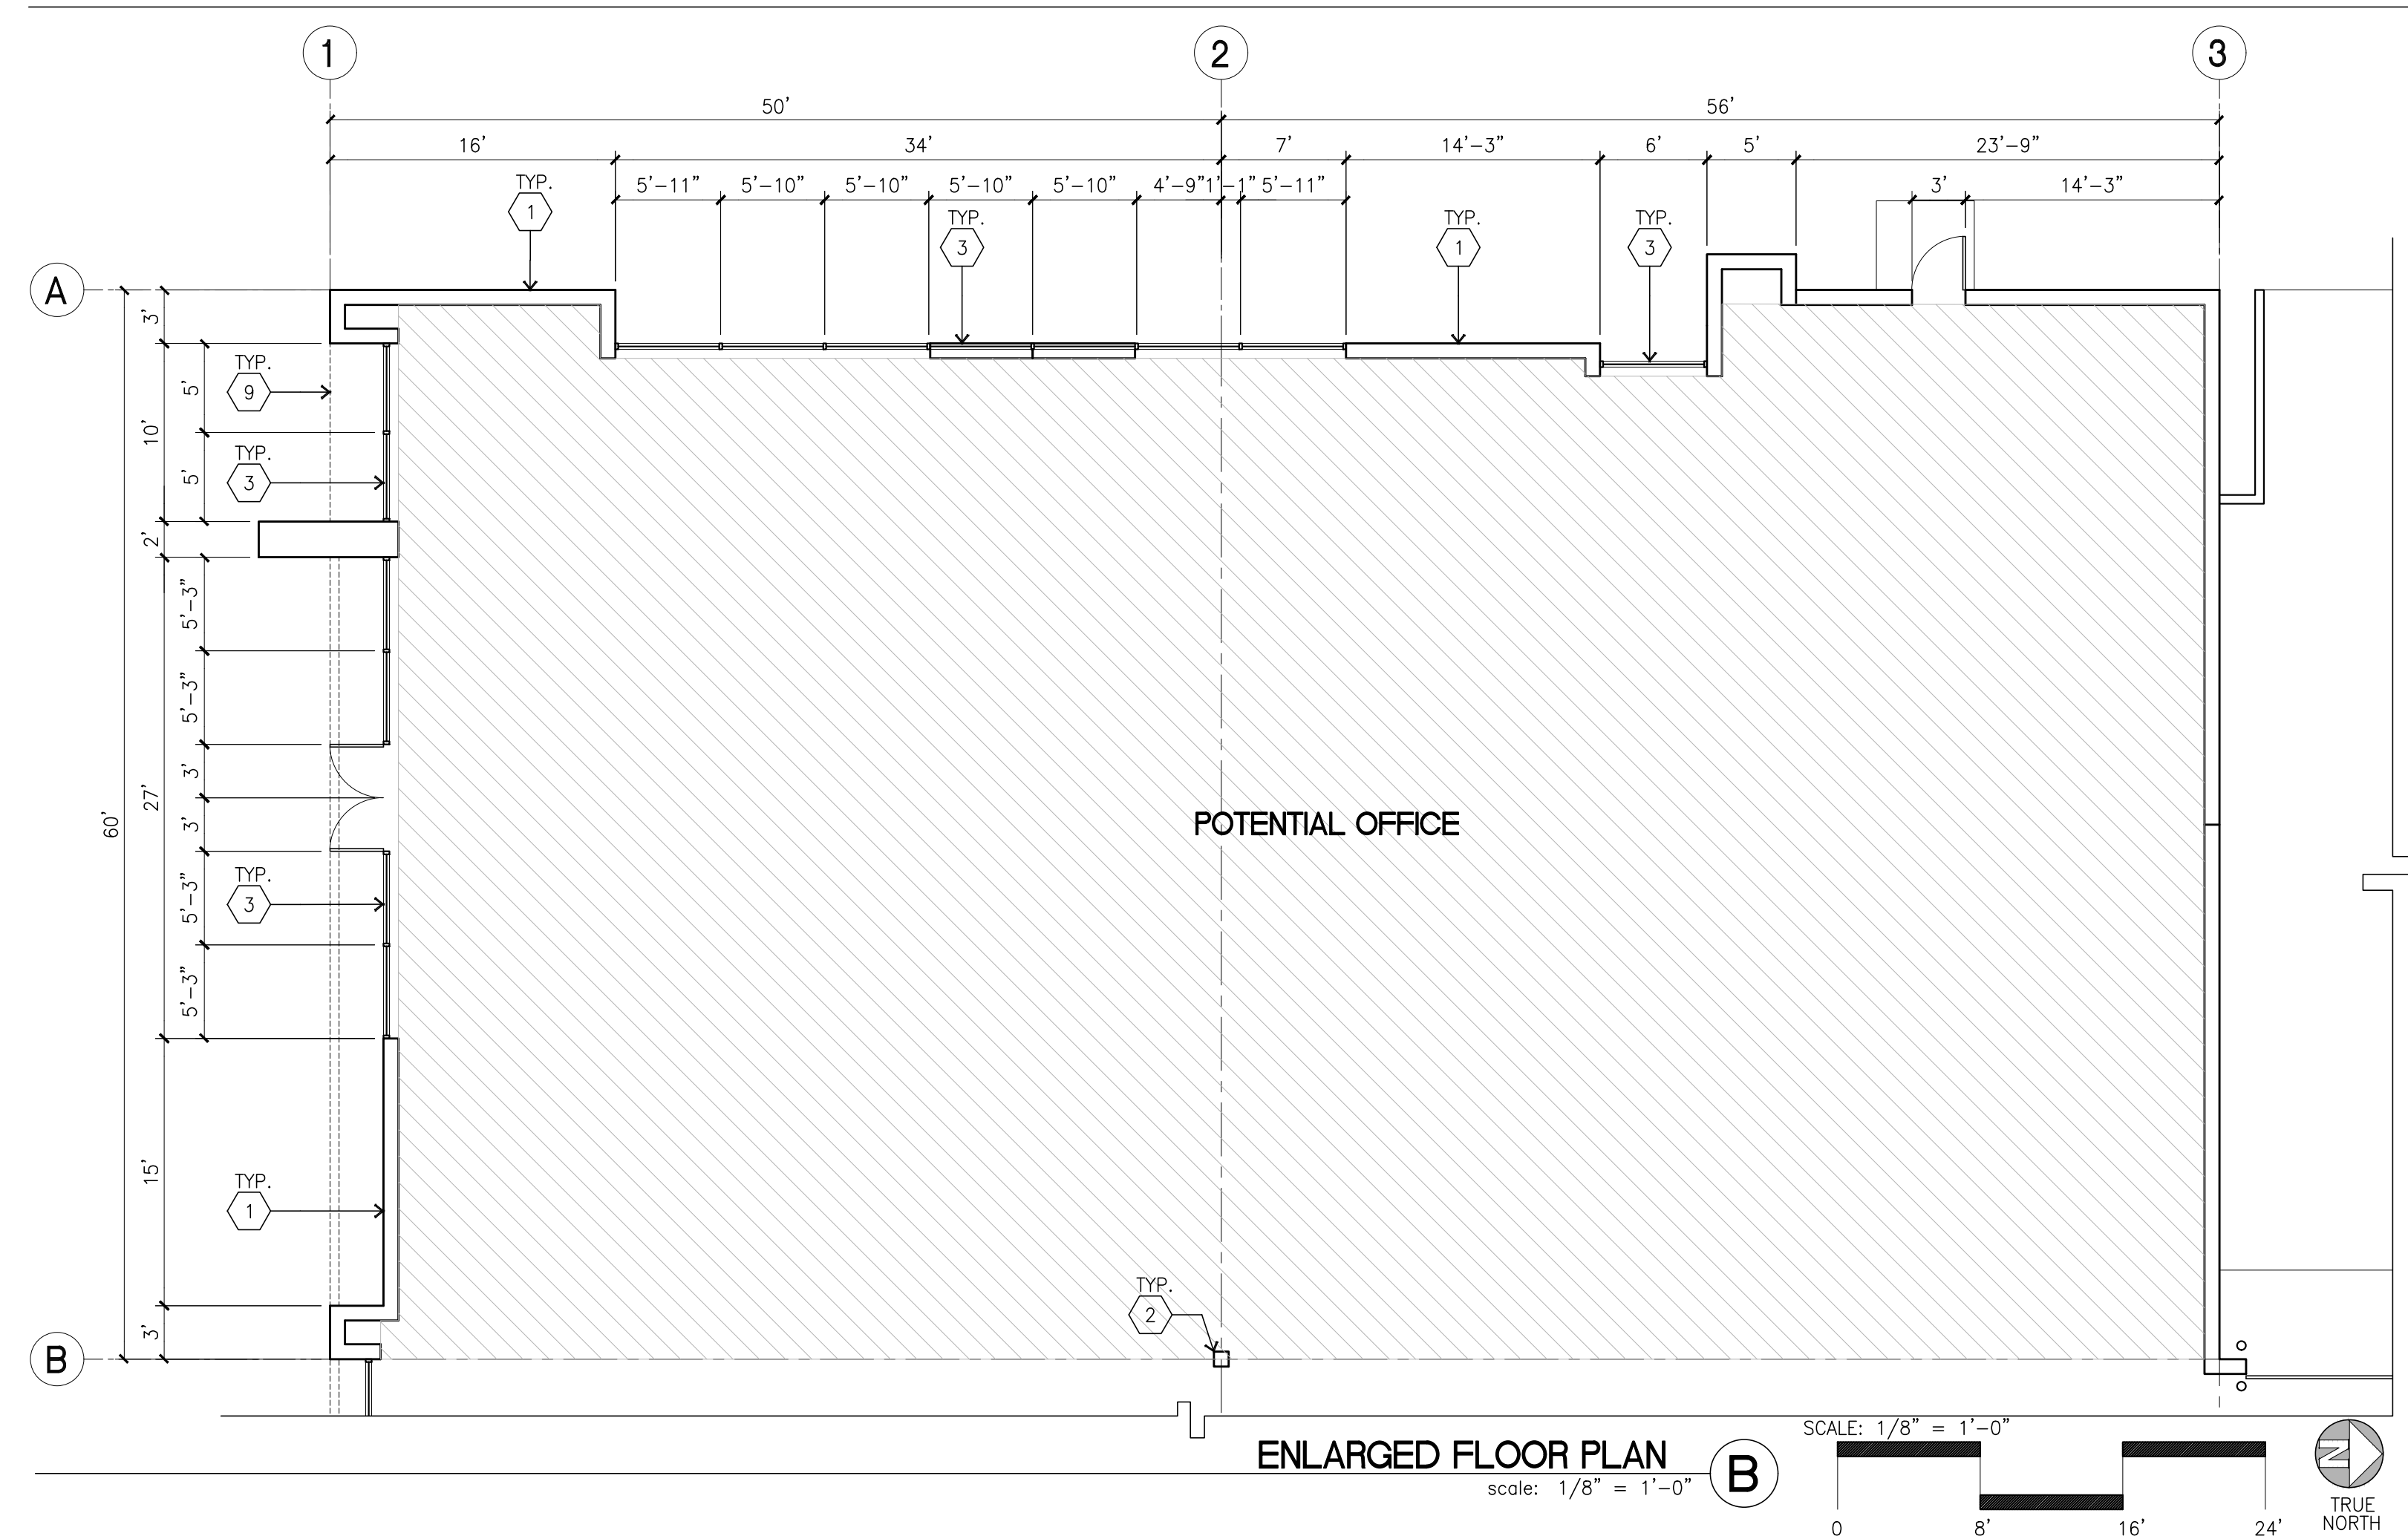 1
2
3
50’
56’
16’
34’
7’
14’–3”
6’
5’
23’–9”
5’–11”
5’–10”
5’–10”
5’–10”
5’–10”
4’–9”
1’–1”
5’–11”
3’
14’–3”
TYP.
1
TYP.
3
TYP.
1
TYP.
3
A
3’
TYP.
9
5’
10’
TYP.
3
5’
2’
5’–3”
5’–3”
3’
27’
60’
3’
POTENTIAL OFFICE
TYP.
3
5’–3”
5’–3”
15’
TYP.
1
TYP.
2
3’
B
ENLARGED FLOOR PLAN
scale: 1/8” = 1’–0”
B
SCALE: 1/8” = 1’–0”
0 8’ 16’ 24’
N
TRUE
NORTH